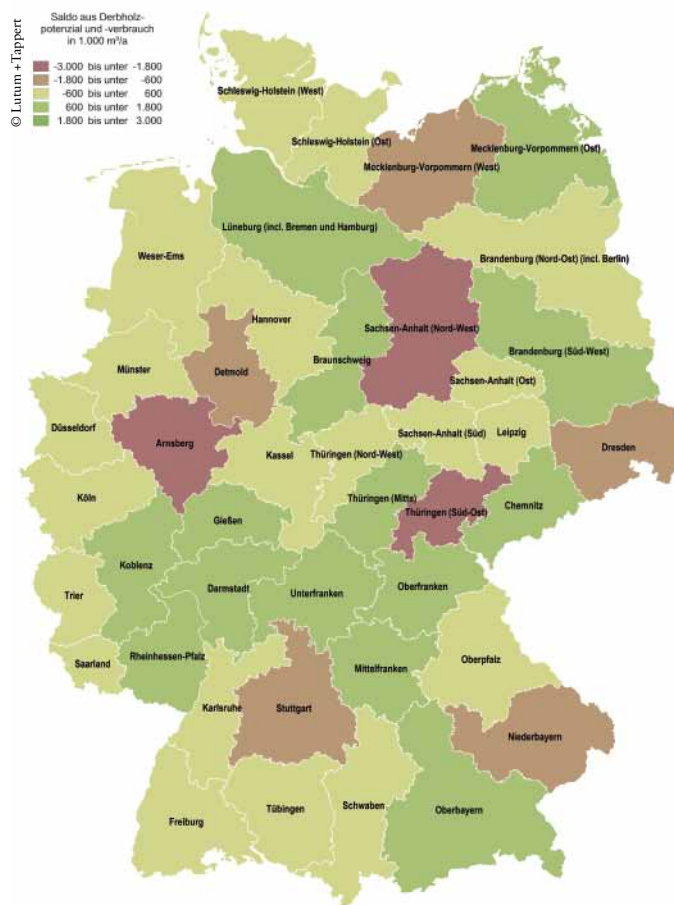 Saldo aus Derbholz-
potenzial und -verbrauch
in 1.000 m³/a
-3.000 bis unter -1.800
-1.800 bis unter -600
-600 bis unter 600
600 bis unter 1.800
1.800 bis unter 3.000
© Lutum + Tappert
Schleswig-Holstein (West)
Schleswig-Holstein (Ost)
Mecklenburg-Vorpommern (Ost)
Mecklenburg-Vorpommern (West)
Lüneburg (incl. Bremen und Hamburg)
Weser-Ems
Brandenburg (Nord-Ost) (incl. Berlin)
Hannover
Sachsen-Anhalt (Nord-West)
Braunschweig
Brandenburg (Süd-West)
Münster
Detmold
Sachsen-Anhalt (Ost)
Düsseldorf
Arnsberg
Kassel
Thüringen (Nord-West)
Sachsen-Anhalt (Süd)
Leipzig
Dresden
Köln
Thüringen (Mitte)
Thüringen (Süd-Ost)
Chemnitz
Gießen
Koblenz
Darmstadt
Unterfranken
Oberfranken
Trier
Rheinhessen-Pfalz
Saarland
Mittelfranken
Oberpfalz
Karlsruhe
Stuttgart
Niederbayern
Freiburg
Tübingen
Schwaben
Oberbayern